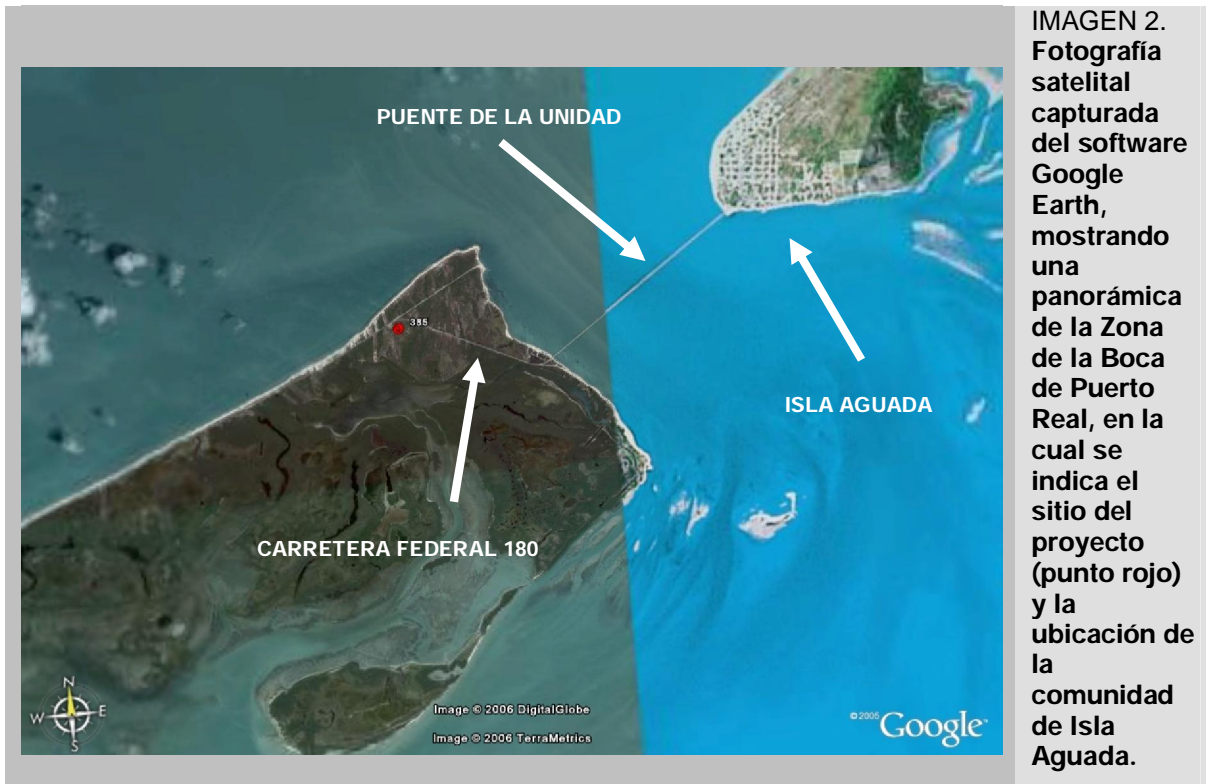 PUENTE DE LA UNIDAD
385
ISLA AGUADA
CARRETERA FEDERAL 180
N
W
E
S
Image © 2006 DigitalGlobe
Image © 2006 TerraMetrics
© 2005 Google
IMAGEN 2.
Fotografía
satelital
capturada
del software
Google
Earth,
mostrando
una
panorámica
de la Zona
de la Boca
de Puerto
Real, en la
cual se
indica el
sitio del
proyecto
(punto rojo)
y la
ubicación de
la
comunidad
de Isla
Aguada.